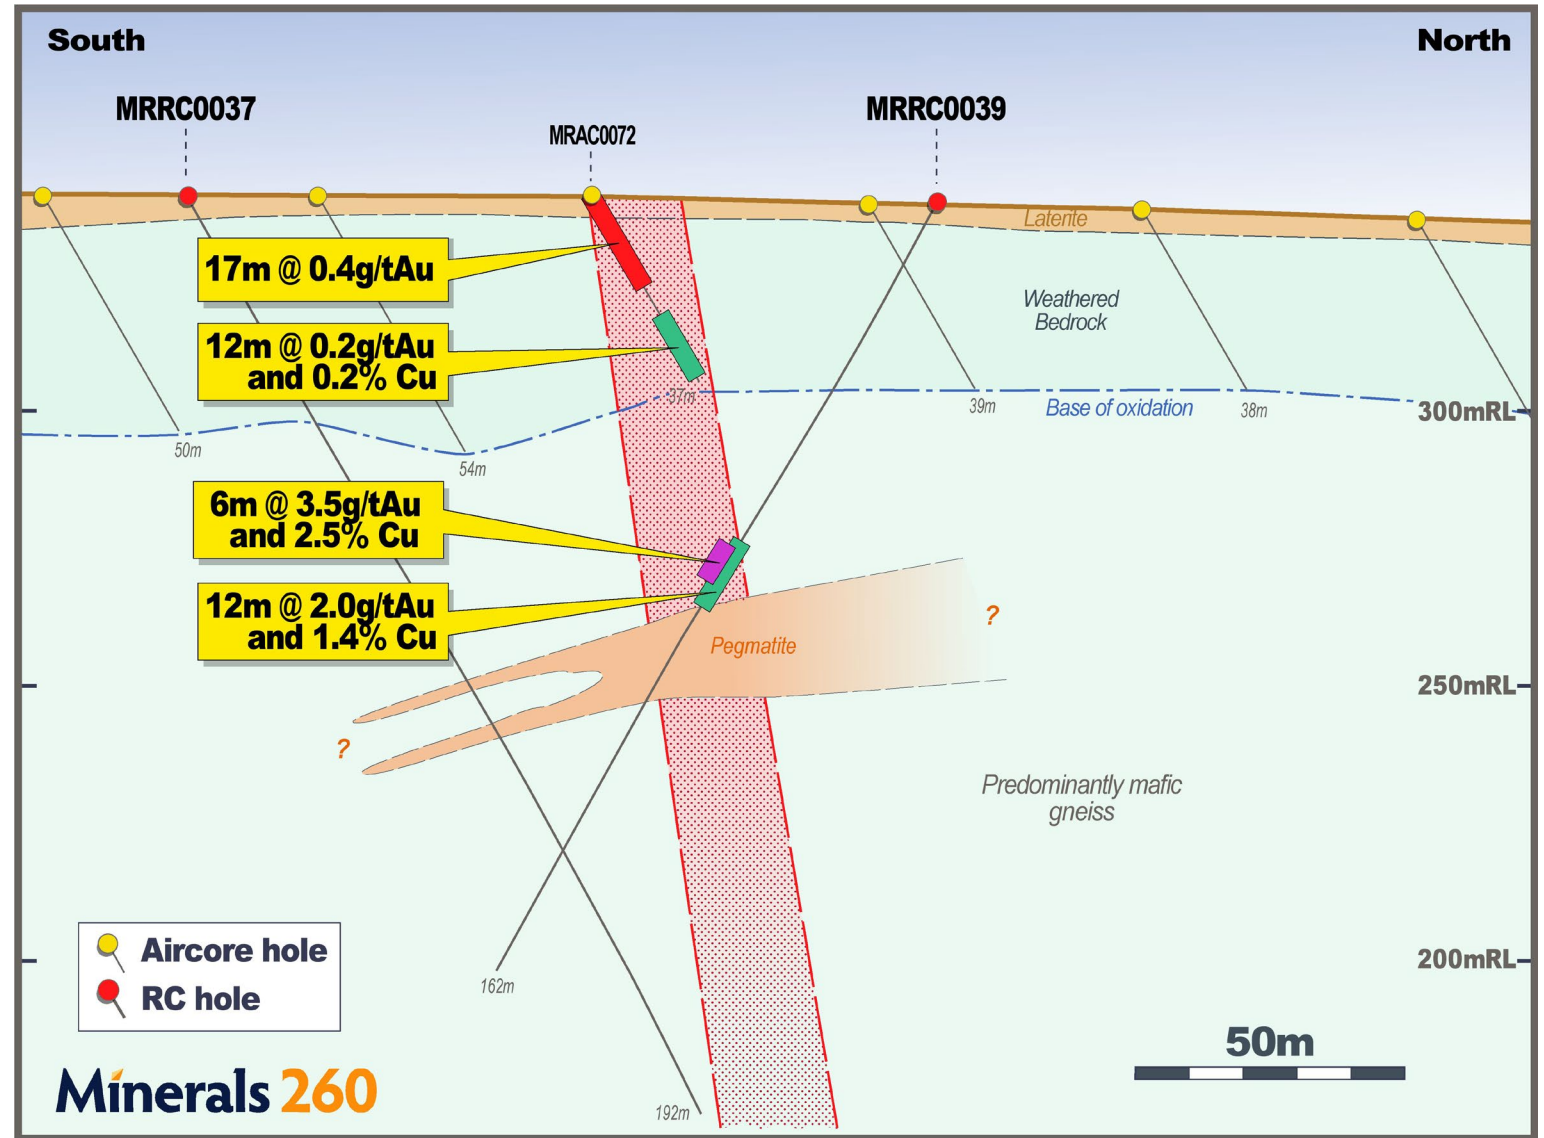 South
North
MRRC0037
MRAC0072
MRRC0039
Laterite
17m @ 0.4g/tAu
Weathered
Bedrock
12m @ 0.2g/tAu
and 0.2% Cu
37m
39m
Base of oxidation
38m
300mRL
50m
54m
6m @ 3.5g/tAu
and 2.5% Cu
12m @ 2.0g/tAu
and 1.4% Cu
?
Pegmatite
250mRL
?
Predominantly mafic
gneiss
Aircore hole
RC hole
162m
200mRL
50m
Minerals 260
192m